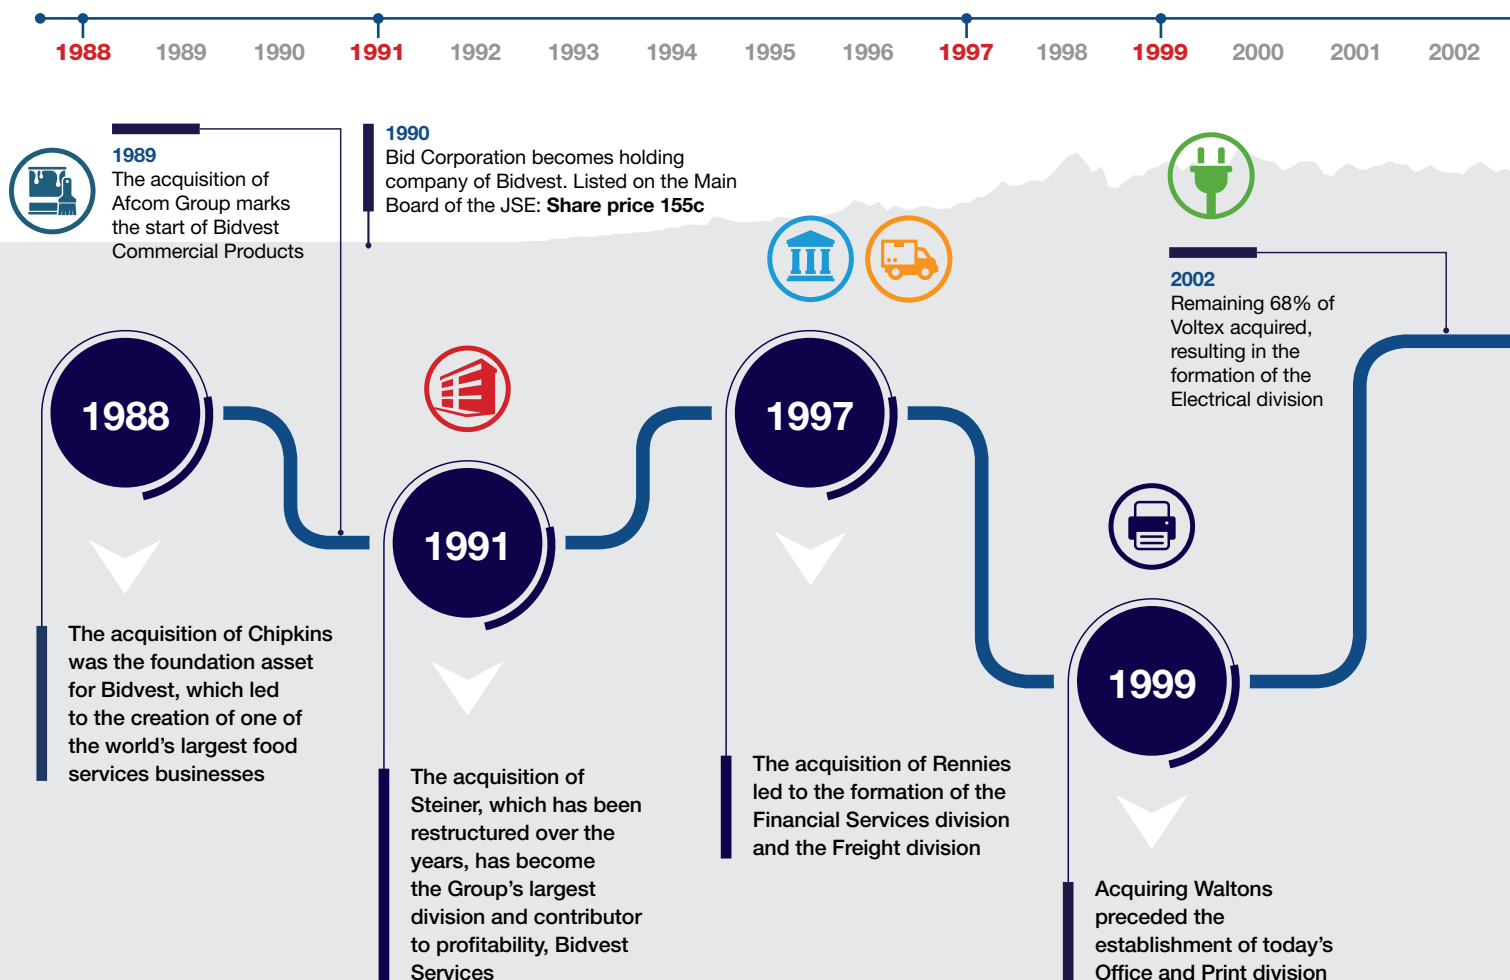 1988 1989 1990 1991 1992 1993 1994 1995 1996 1997 1998 1999 2000 2001 2002
1989
The acquisition of
Afcom Group marks
the start of Bidvest
Commercial Products
1990
Bid Corporation becomes holding
company of Bidvest. Listed on the Main
Board of the JSE: Share price 155c
2002
Remaining 68% of
Voltex acquired,
resulting in the
formation of the
Electrical division
1988
The acquisition of Chipkins
was the foundation asset
for Bidvest, which led
to the creation of one of
the world's largest food
services businesses
1991
The acquisition of
Steiner, which has been
restructured over the
years, has become
the Group's largest
division and contributor
to profitability, Bidvest
Services
1997
The acquisition of Rennies
led to the formation of the
Financial Services division
and the Freight division
1999
Acquiring Waltons
preceded the
establishment of today's
Office and Print division